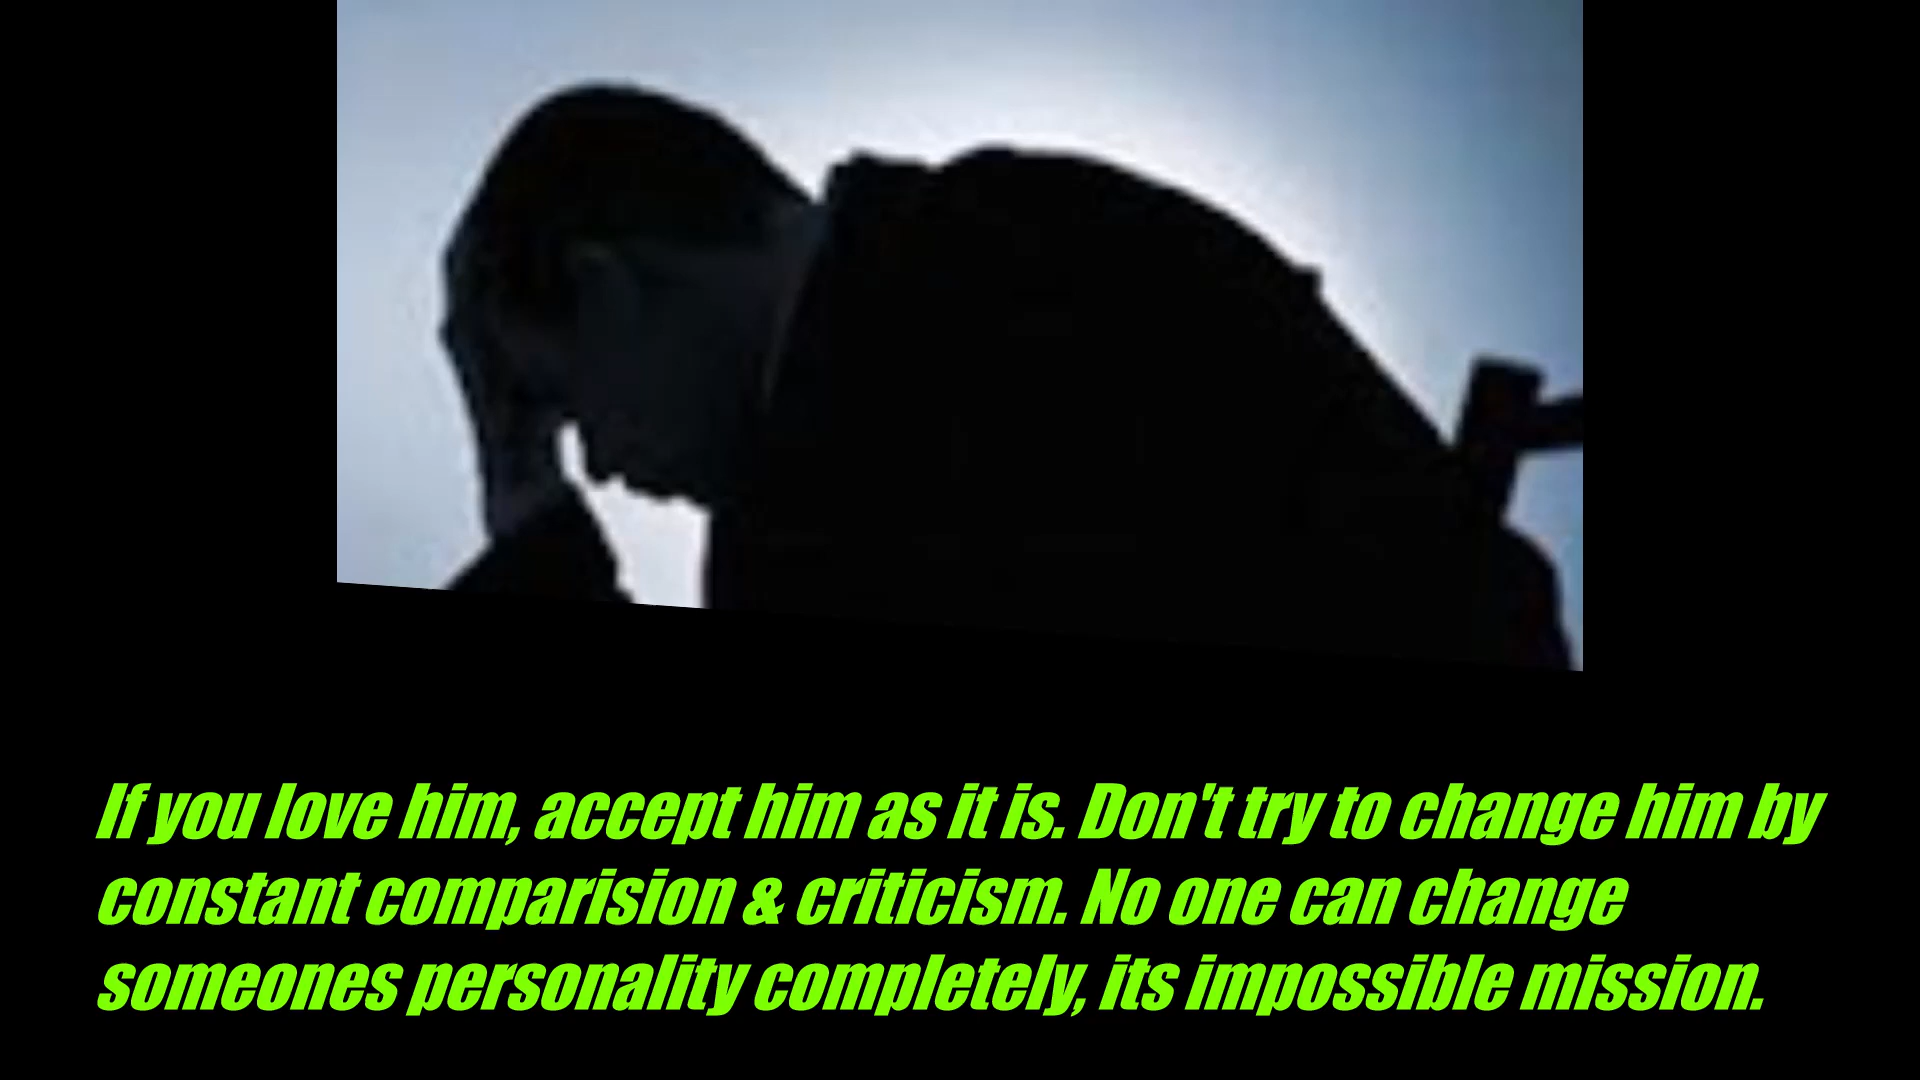 If you love him, accept him as it is. Don't try to change him by
constant comparision & criticism. No one can change
someones personality completely, its impossible mission.